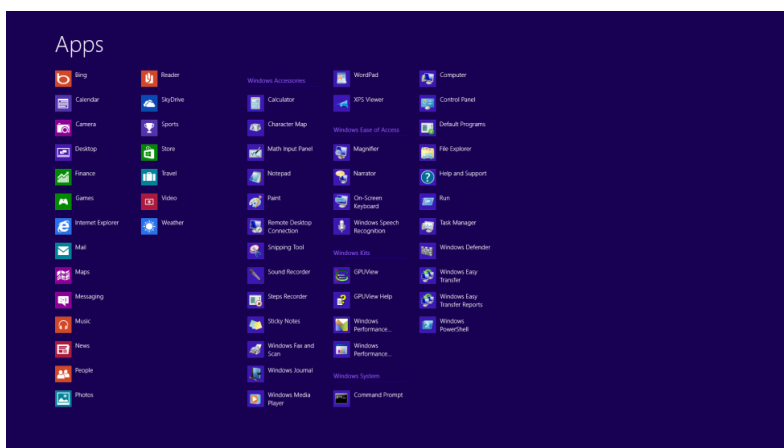 Apps
Bing
Calendar
Camera
Desktop
Finance
Games
Internet Explorer
Mail
Maps
Messaging
Music
News
People
Photos
Reader
SkyDrive
Sports
Store
Travel
Video
Weather
Windows Accessories
Calculator
Character Map
Math Input Panel
Notepad
Paint
Remote Desktop
Connection
Snipping Tool
Sound Recorder
Steps Recorder
Sticky Notes
Windows Fax and
Scan
Windows Journal
Windows Media
Player
WordPad
XPS Viewer
Windows Ease of Access
Magnifier
Narrator
On-Screen
Keyboard
Windows Speech
Recognition
Windows Kits
GPUView
GPUView Help
Windows
Performance...
Windows
Performance...
Windows System
Command Prompt
Computer
Control Panel
Default Programs
File Explorer
Help and Support
Run
Task Manager
Windows Defender
Windows Easy
Transfer
Windows Easy
Transfer Reports
Windows
PowerShell